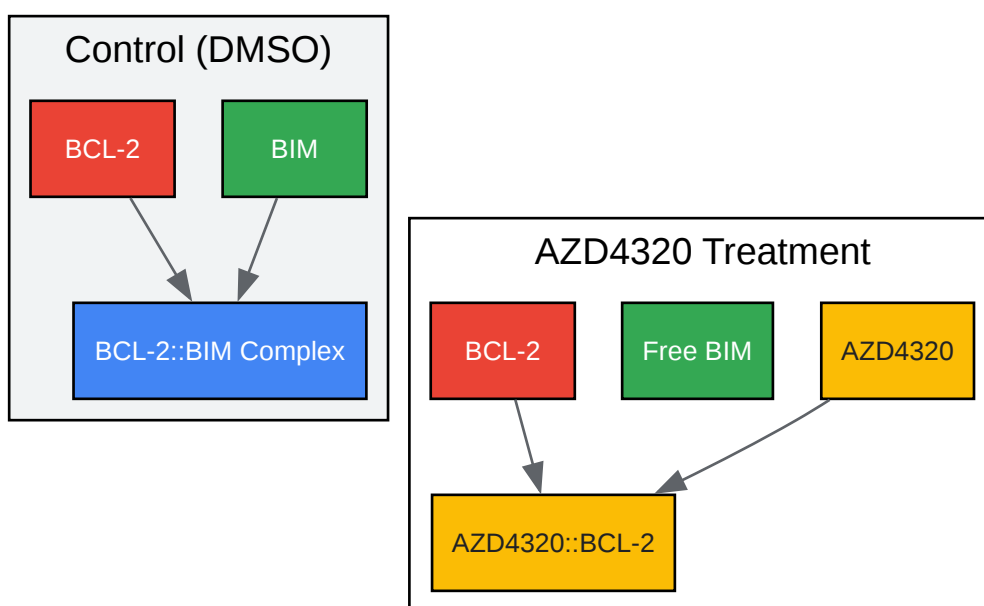 Control (DMSO)
BCL-2
BIM
BCL-2::BIM Complex
AZD4320 Treatment
BCL-2
Free BIM
AZD4320
AZD4320::BCL-2